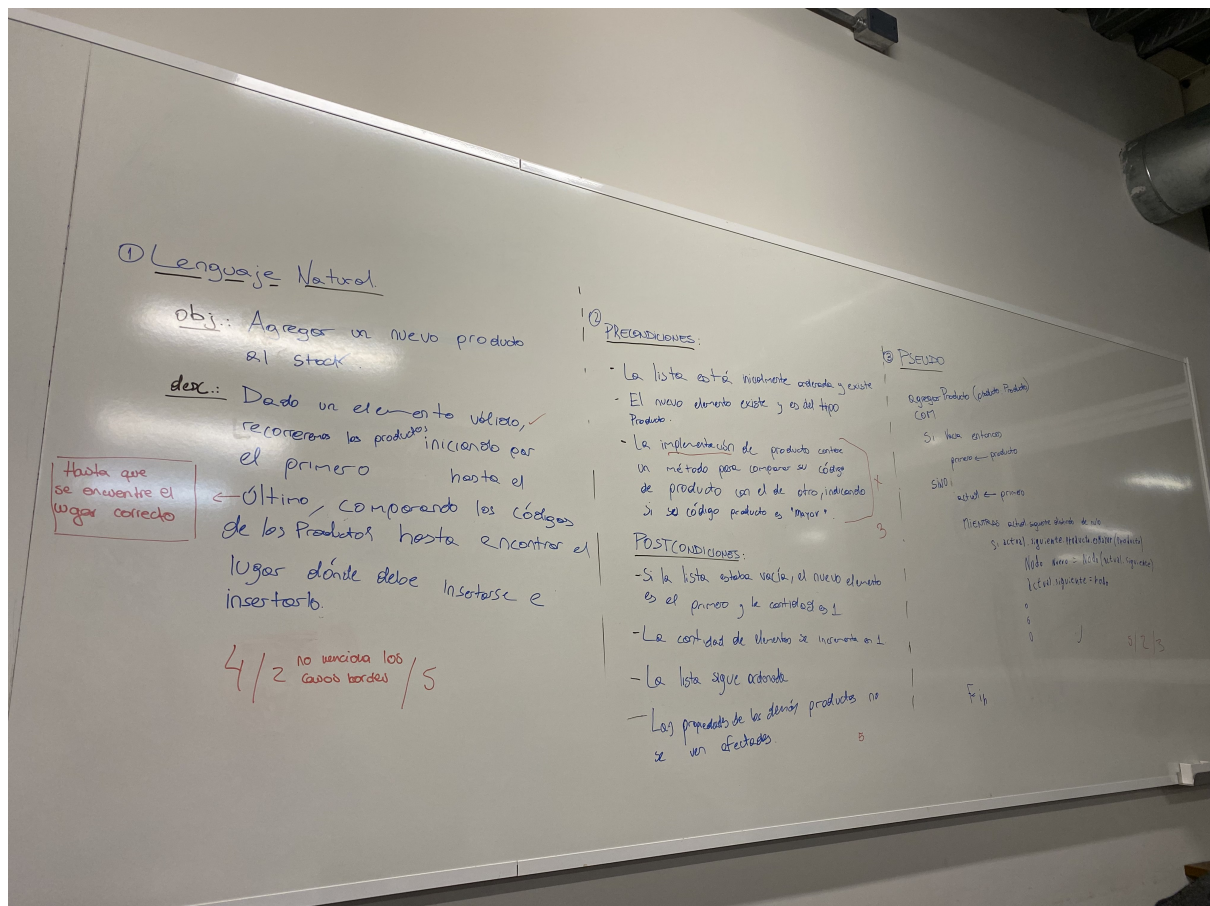 ① Lenguaje Natural.
obj.: Agregar un nuevo producto
al stock.
desc.: Dado un elemento válido,
recorreremos los productos iniciando por
el primero hasta el
último, comparando los códigos
de los Productos hasta encontrar el
lugar dónde debe insertarse e
insertarlo.
Hasta que
se encuentre el
lugar correcto
4/2 no menciona los
casos bordes /5
② PRECONDICIONES:
- La lista está inicialmente ordenada y existe
- El nuevo elemento existe y es del tipo
Producto.
- La implementación de producto contiene
un método para comparar su código
de producto con el de otro, indicando
si su código producto es "mayor".
3
POSTCONDICIONES:
- Si la lista estaba vacía, el nuevo elemento
es el primero y la cantidad es 1
- La cantidad de elementos se incrementa en 1
- La lista sigue ordenada
- Las propiedades de los demás productos no
se ven afectadas.
5
③ PSEUDO
agregarProducto (producto Producto)
COM
Si vacia entonces
primero ← producto
SINO:
actual ← primero
MIENTRAS actual.siguiente distinto de nulo
Si actual.siguiente.producto (producto)
Nodo nuevo = Nodo (actual.siguiente)
Actual.siguiente = nodo
o
o
o
Fin